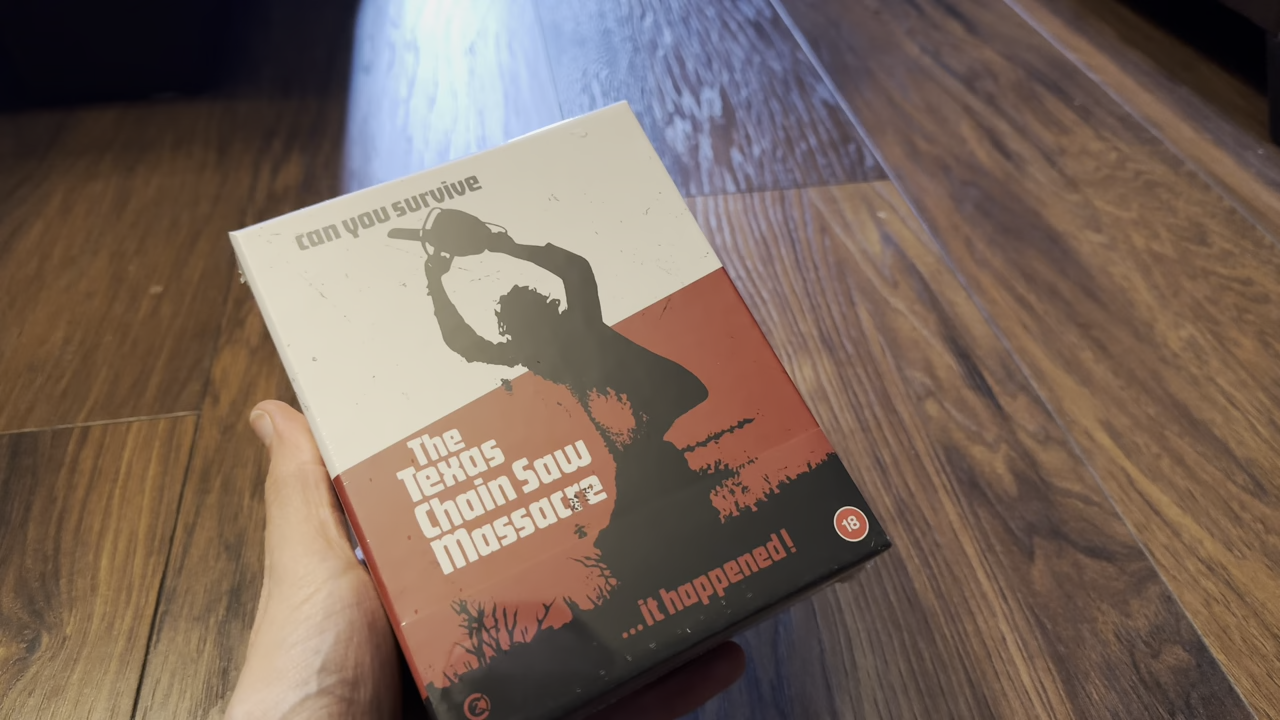 can you survive
The
Texas
Chain Saw
Massacre
18
...it happened!